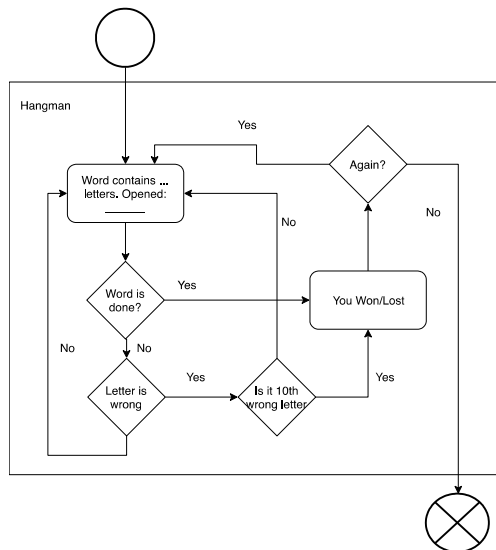 Hangman
Yes
Again?
Word contains ...
letters. Opened:
______
No
No
Word is
done?
Yes
You Won/Lost
No
No
Letter is
wrong
Yes
Is it 10th
wrong letter
Yes